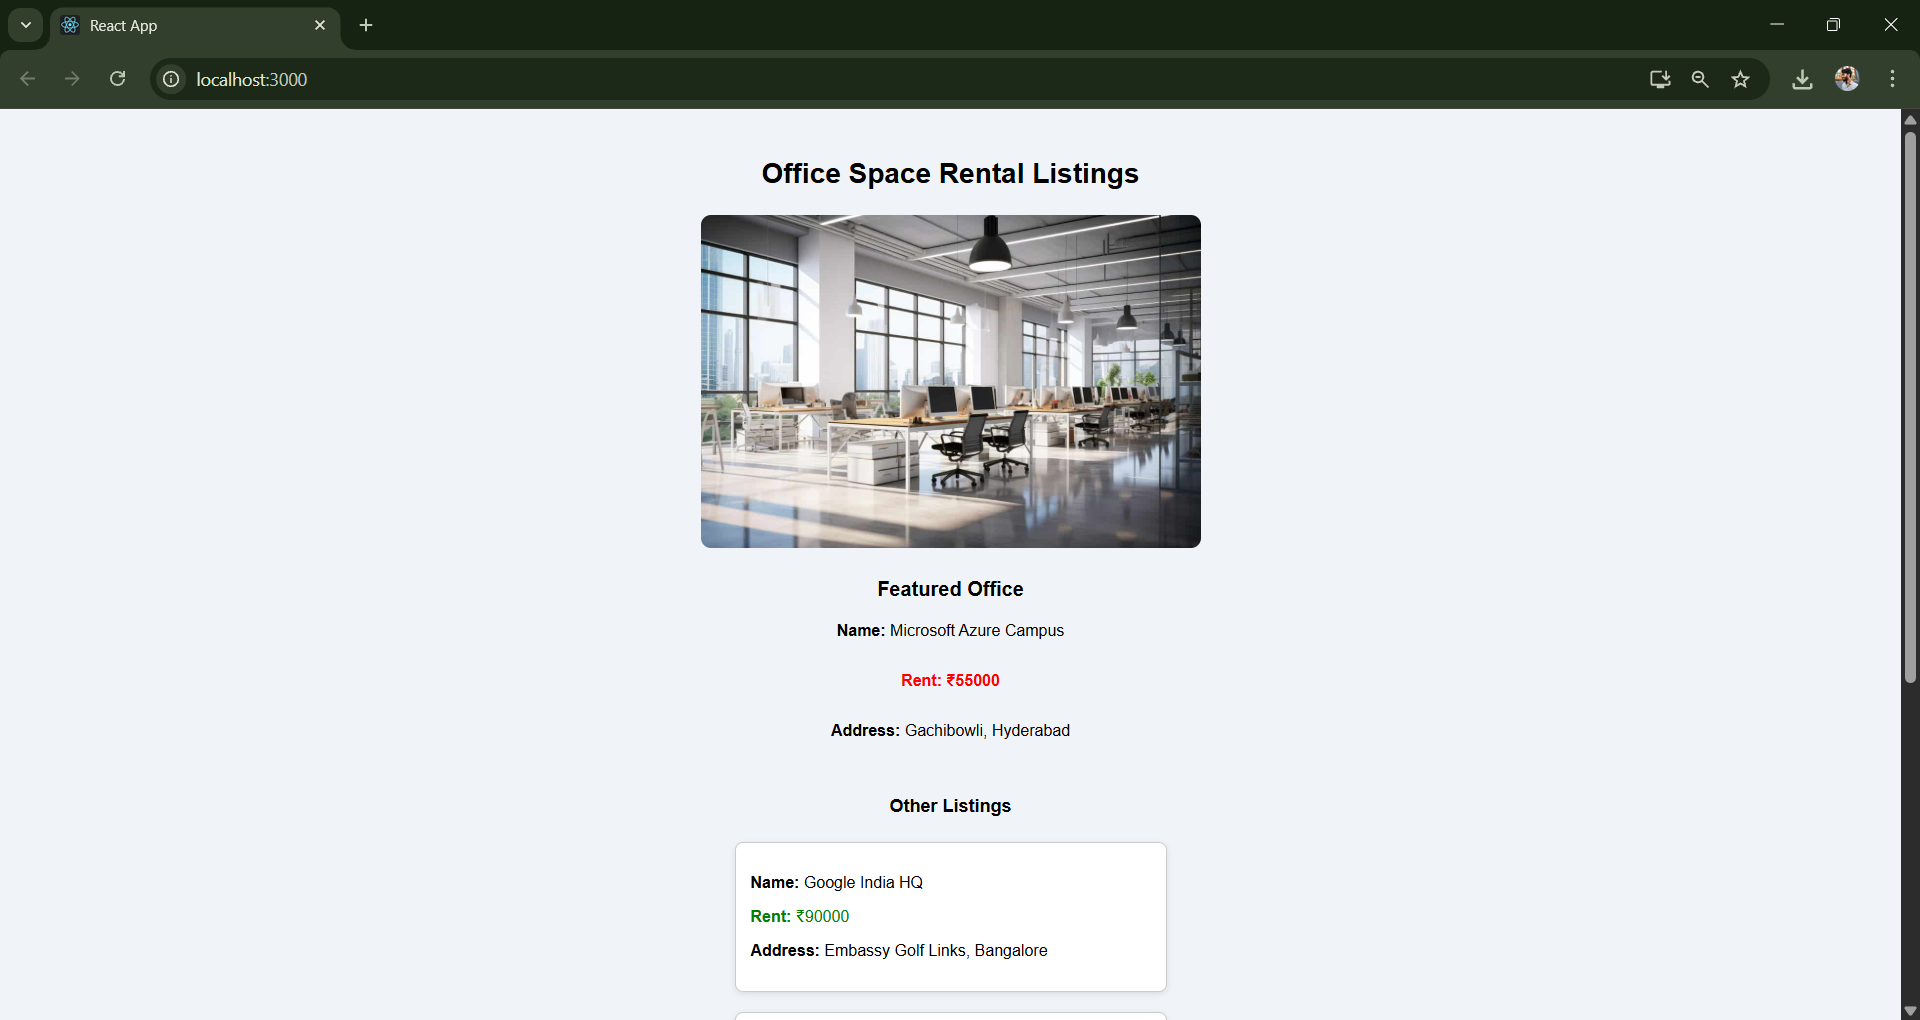 React App
localhost:3000
Office Space Rental Listings
Featured Office
Name: Microsoft Azure Campus
Rent: ₹55000
Address: Gachibowli, Hyderabad
Other Listings
Name: Google India HQ
Rent: ₹90000
Address: Embassy Golf Links, Bangalore